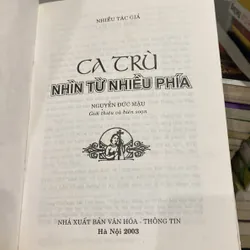 NHIỀU TÁC GIẢ
CA TRÙ
NHÌN TỪ NHIỀU PHÍA
NGUYỄN ĐỨC MẬU
Giới thiệu và biên soạn
NHÀ XUẤT BẢN VĂN HÓA - THÔNG TIN
Hà Nội 2003